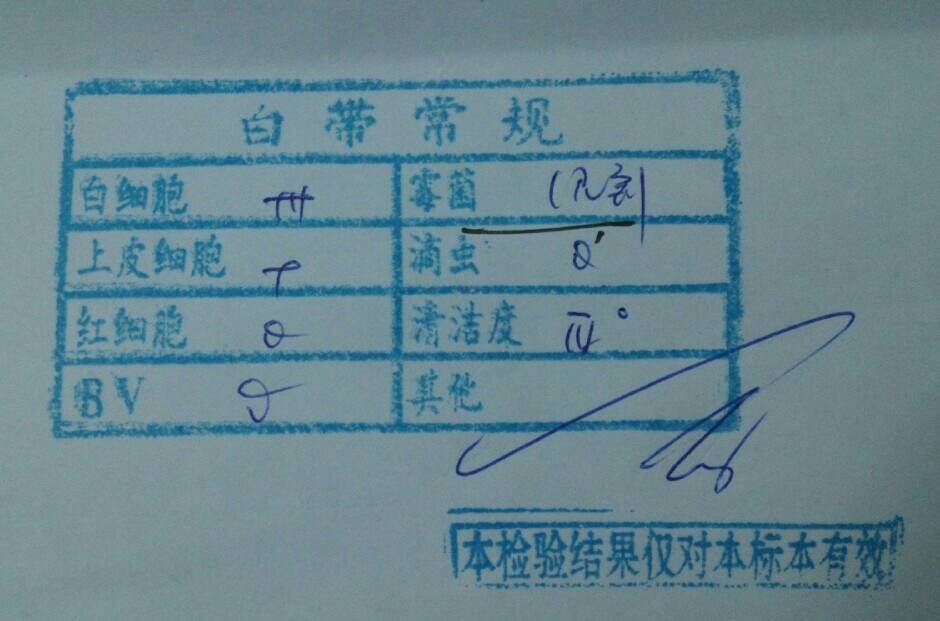 白带常规
白细胞 +++ 霉菌 (见完)
上皮细胞 + 滴虫 0
红细胞 0 清洁度 IV°
BV 0 其他
本检验结果仅对本标本有效